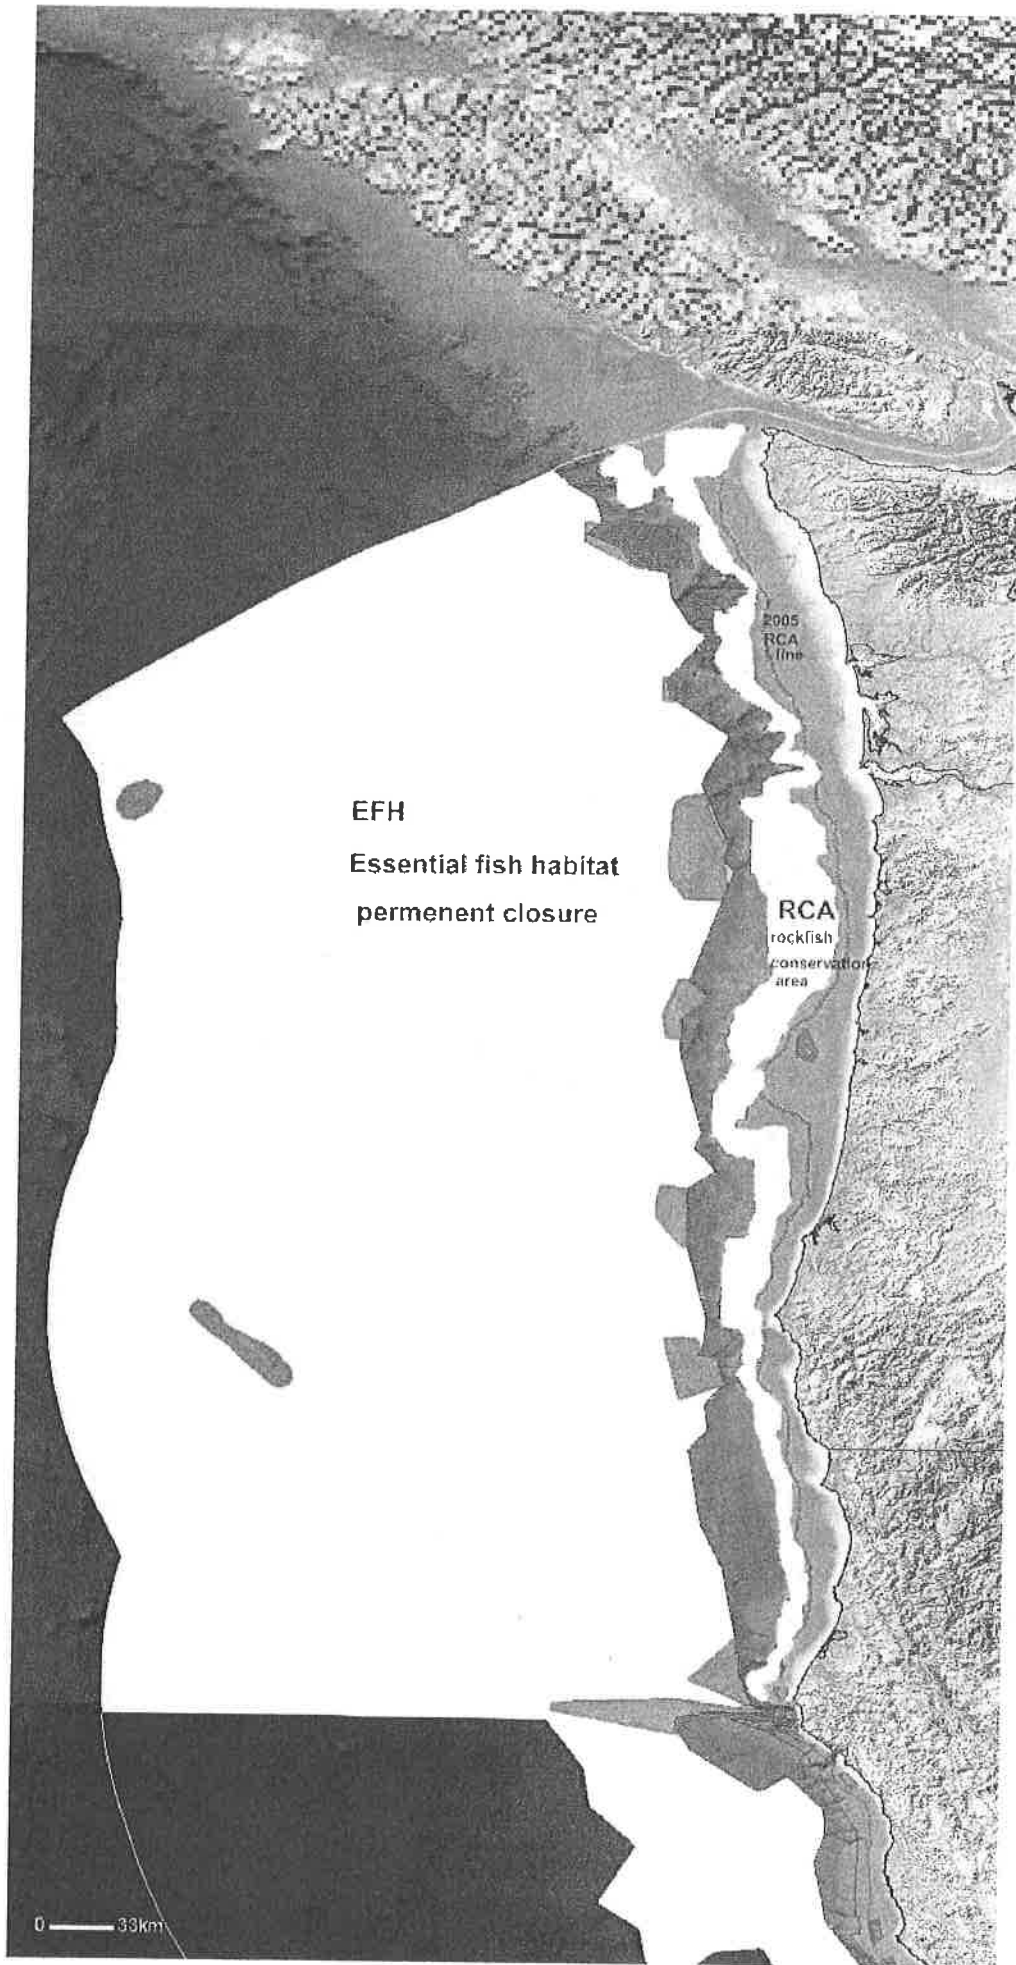 2005
RCA
line
EFH
Essential fish habitat
permenent closure
RCA
rockfish
conservation
area
0 33km